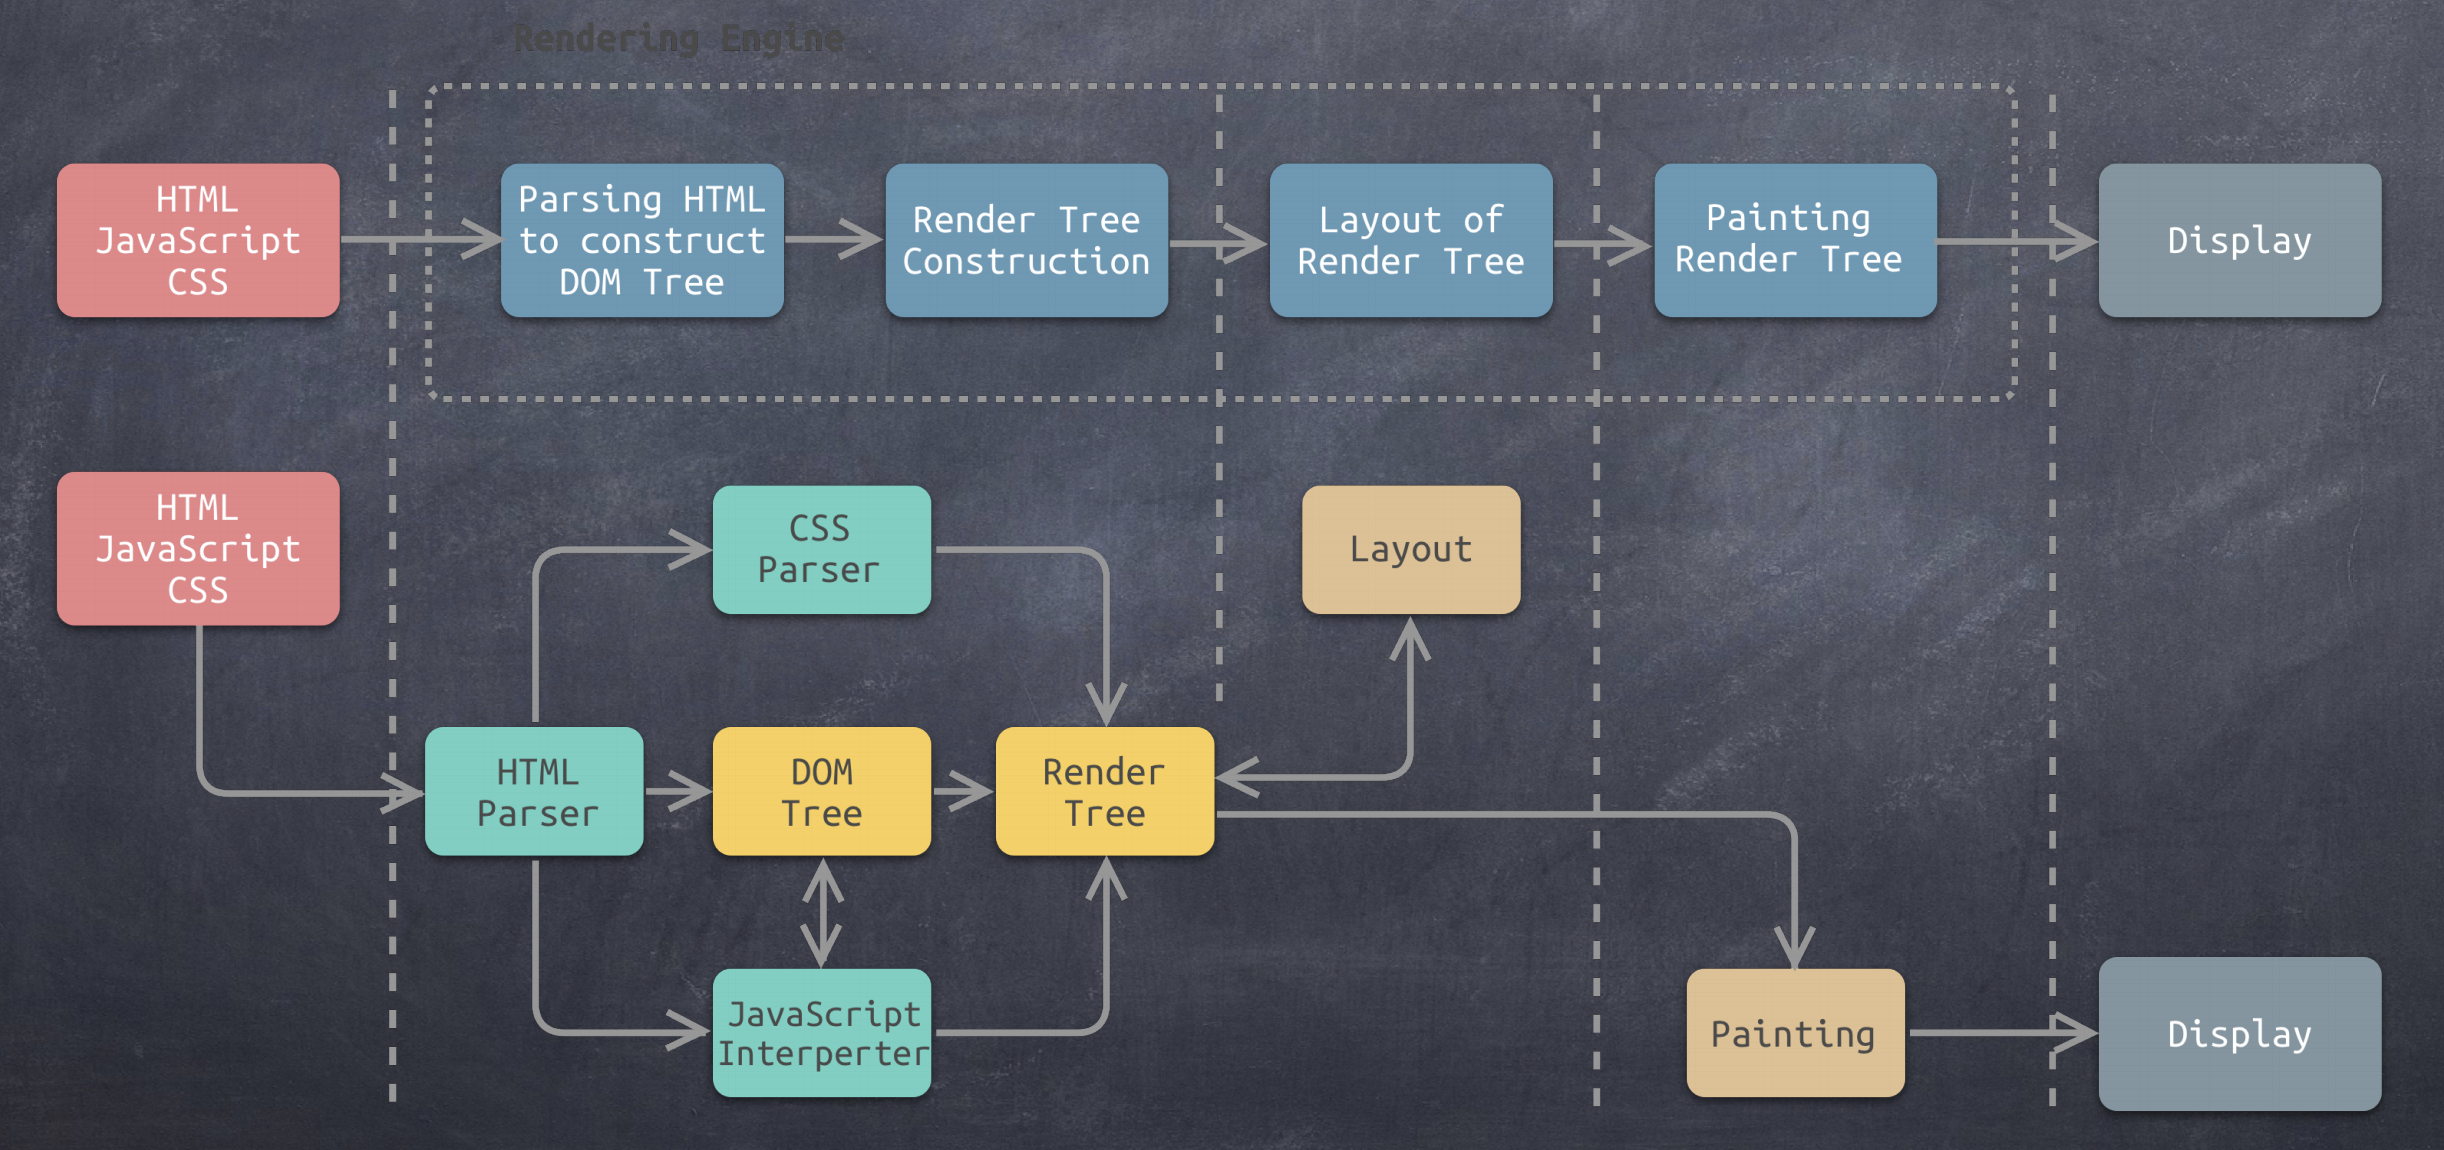 Rendering Engine
HTML
JavaScript
CSS
Parsing HTML
to construct
DOM Tree
Render Tree
Construction
Layout of
Render Tree
Painting
Render Tree
Display
HTML
JavaScript
CSS
CSS
Parser
Layout
HTML
Parser
DOM
Tree
Render
Tree
JavaScript
Interperter
Painting
Display